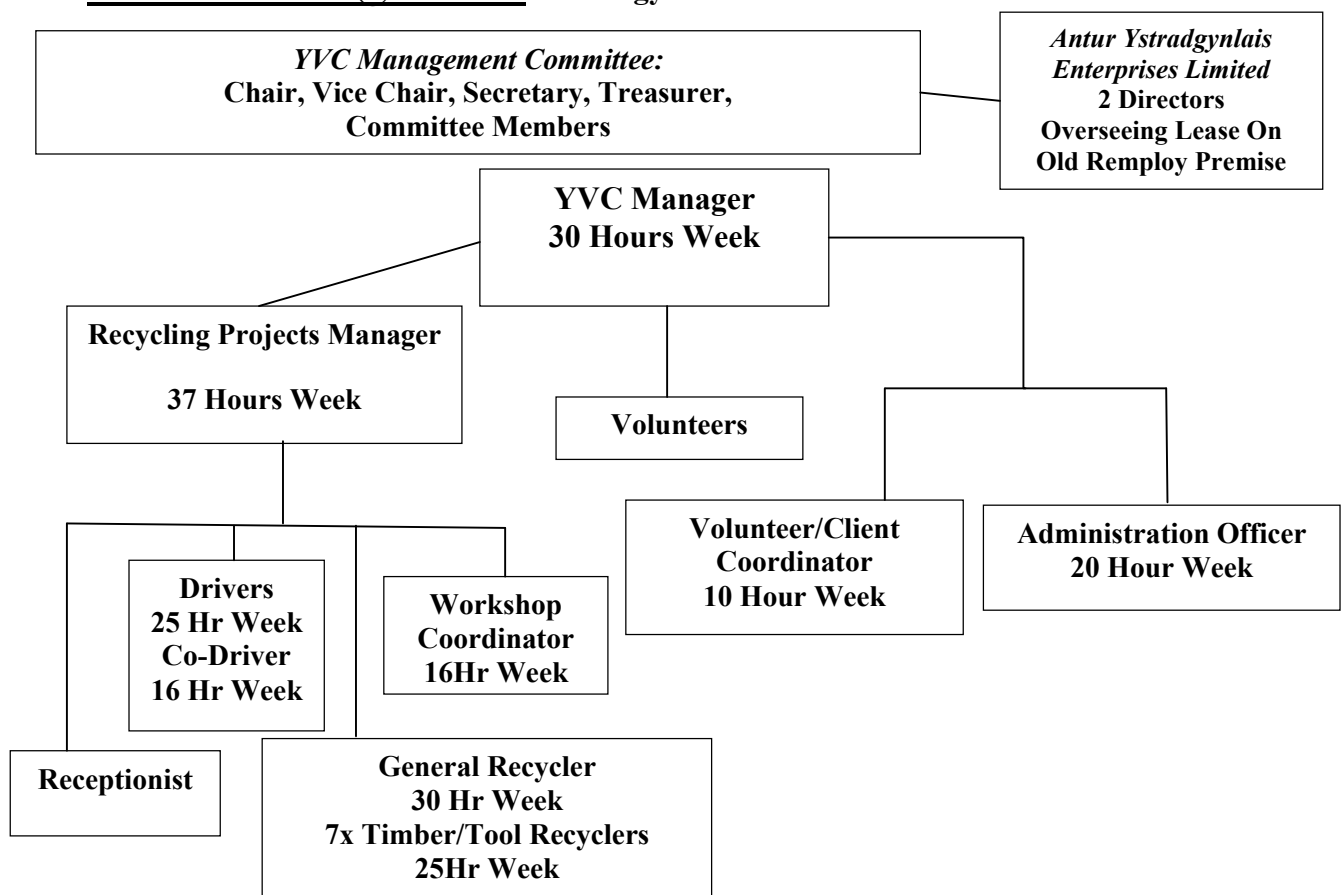 YVC Management Committee:
Chair, Vice Chair, Secretary, Treasurer,
Committee Members
Antur Ystradgynlais
Enterprises Limited
2 Directors
Overseeing Lease On
Old Remploy Premise
YVC Manager
30 Hours Week
Recycling Projects Manager
37 Hours Week
Volunteers
Volunteer/Client
Coordinator
10 Hour Week
Administration Officer
20 Hour Week
Drivers
25 Hr Week
Co-Driver
16 Hr Week
Workshop
Coordinator
16Hr Week
Receptionist
General Recycler
30 Hr Week
7x Timber/Tool Recyclers
25Hr Week